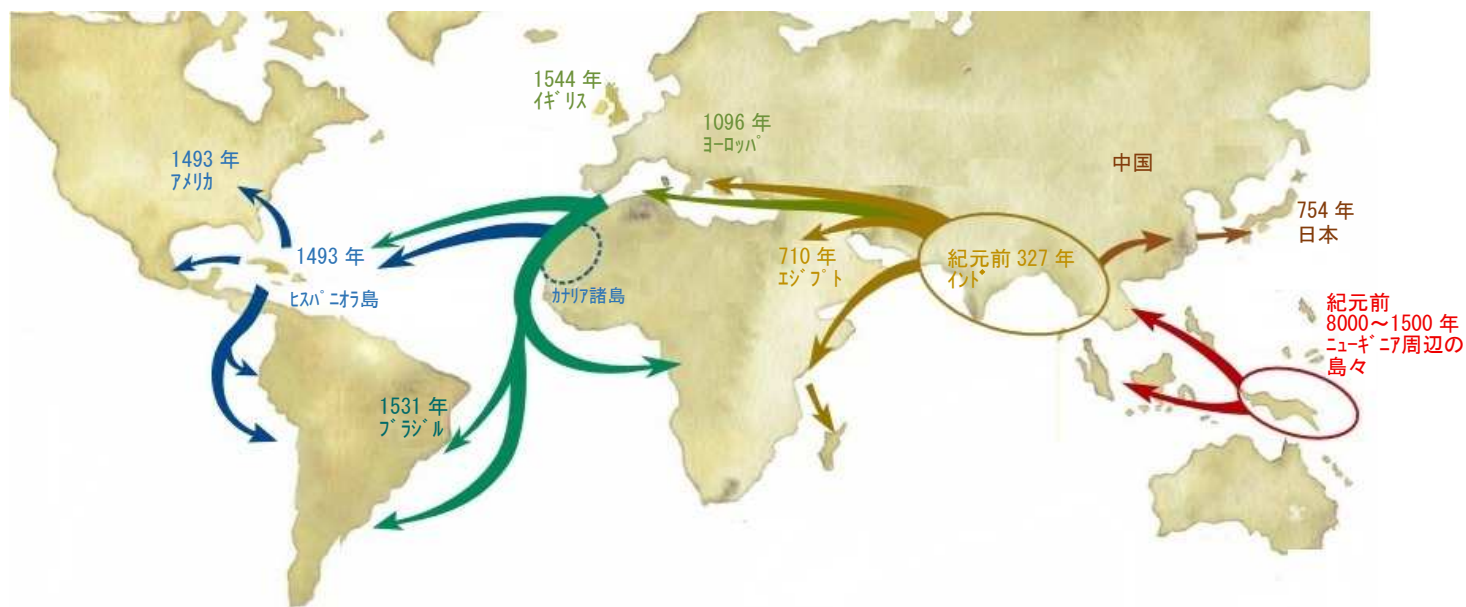 1544 年
イギリス
1096 年
ヨーロッパ
1493 年
アメリカ
中国
754 年
日本
1493 年
ヒスパニオラ島
710 年
エジプト
紀元前 327 年
インド
カナリア諸島
紀元前
8000～1500 年
ニューギニア周辺の
島々
1531 年
ブラジル